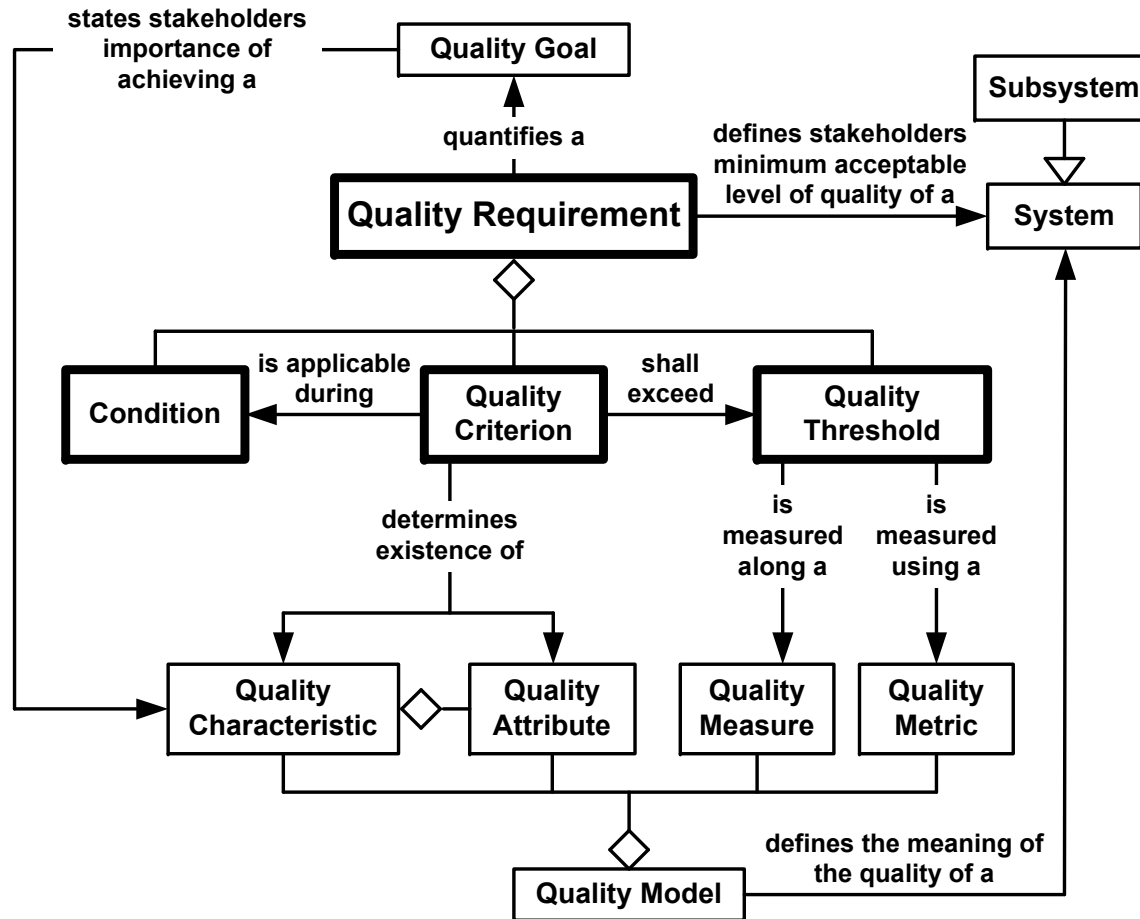 states stakeholders
importance of
achieving a
Quality Goal
Subsystem
quantifies a
defines stakeholders
minimum acceptable
level of quality of a
Quality Requirement
System
Condition
is applicable
during
Quality
Criterion
shall
exceed
Quality
Threshold
determines
existence of
is
measured
along a
is
measured
using a
Quality
Characteristic
Quality
Attribute
Quality
Measure
Quality
Metric
Quality Model
defines the meaning of
the quality of a